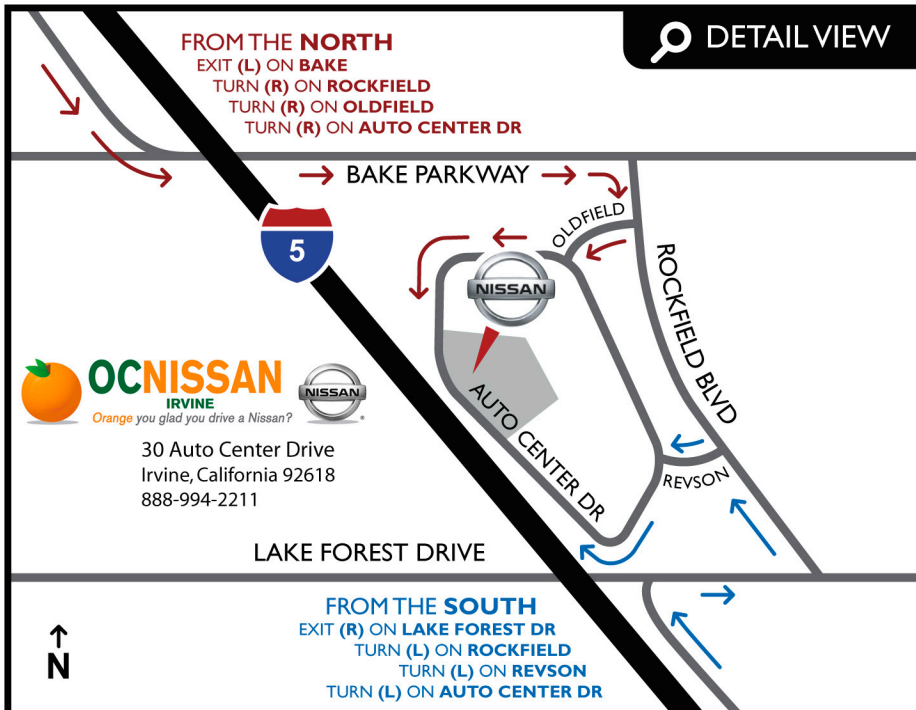 DETAIL VIEW
FROM THE NORTH
EXIT (L) ON BAKE
TURN (R) ON ROCKFIELD
TURN (R) ON OLDFIELD
TURN (R) ON AUTO CENTER DR
BAKE PARKWAY
OLDFIELD
5
ROCKFIELD BLVD
NISSAN
OCNISSAN
IRVINE
Orange you glad you drive a Nissan?
NISSAN
®
AUTO CENTER DR
30 Auto Center Drive
Irvine, California 92618
888-994-2211
REVSON
LAKE FOREST DRIVE
FROM THE SOUTH
EXIT (R) ON LAKE FOREST DR
TURN (L) ON ROCKFIELD
TURN (L) ON REVSON
TURN (L) ON AUTO CENTER DR
N